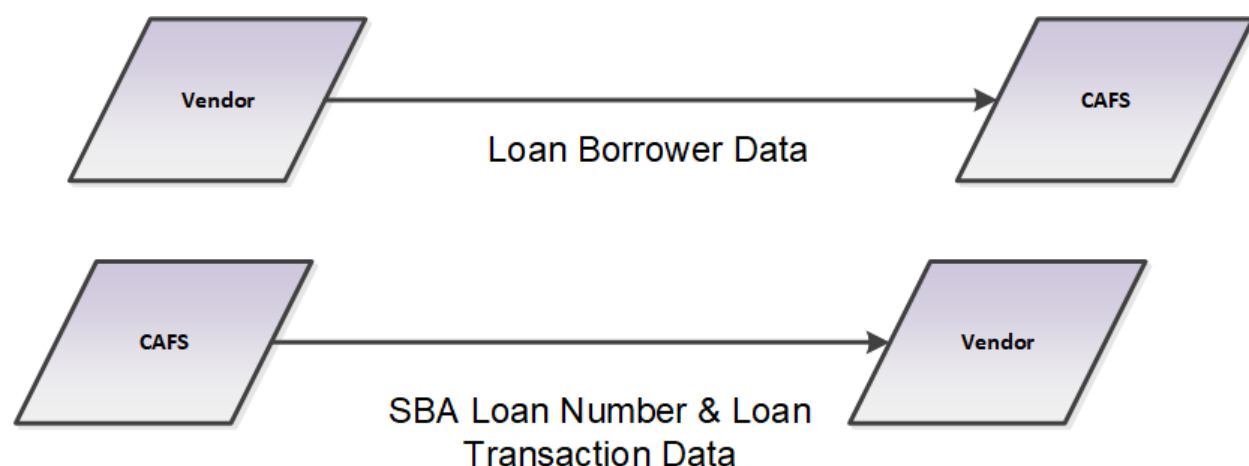 Vendor
CAFS
Loan Borrower Data
CAFS
Vendor
SBA Loan Number & Loan
Transaction Data